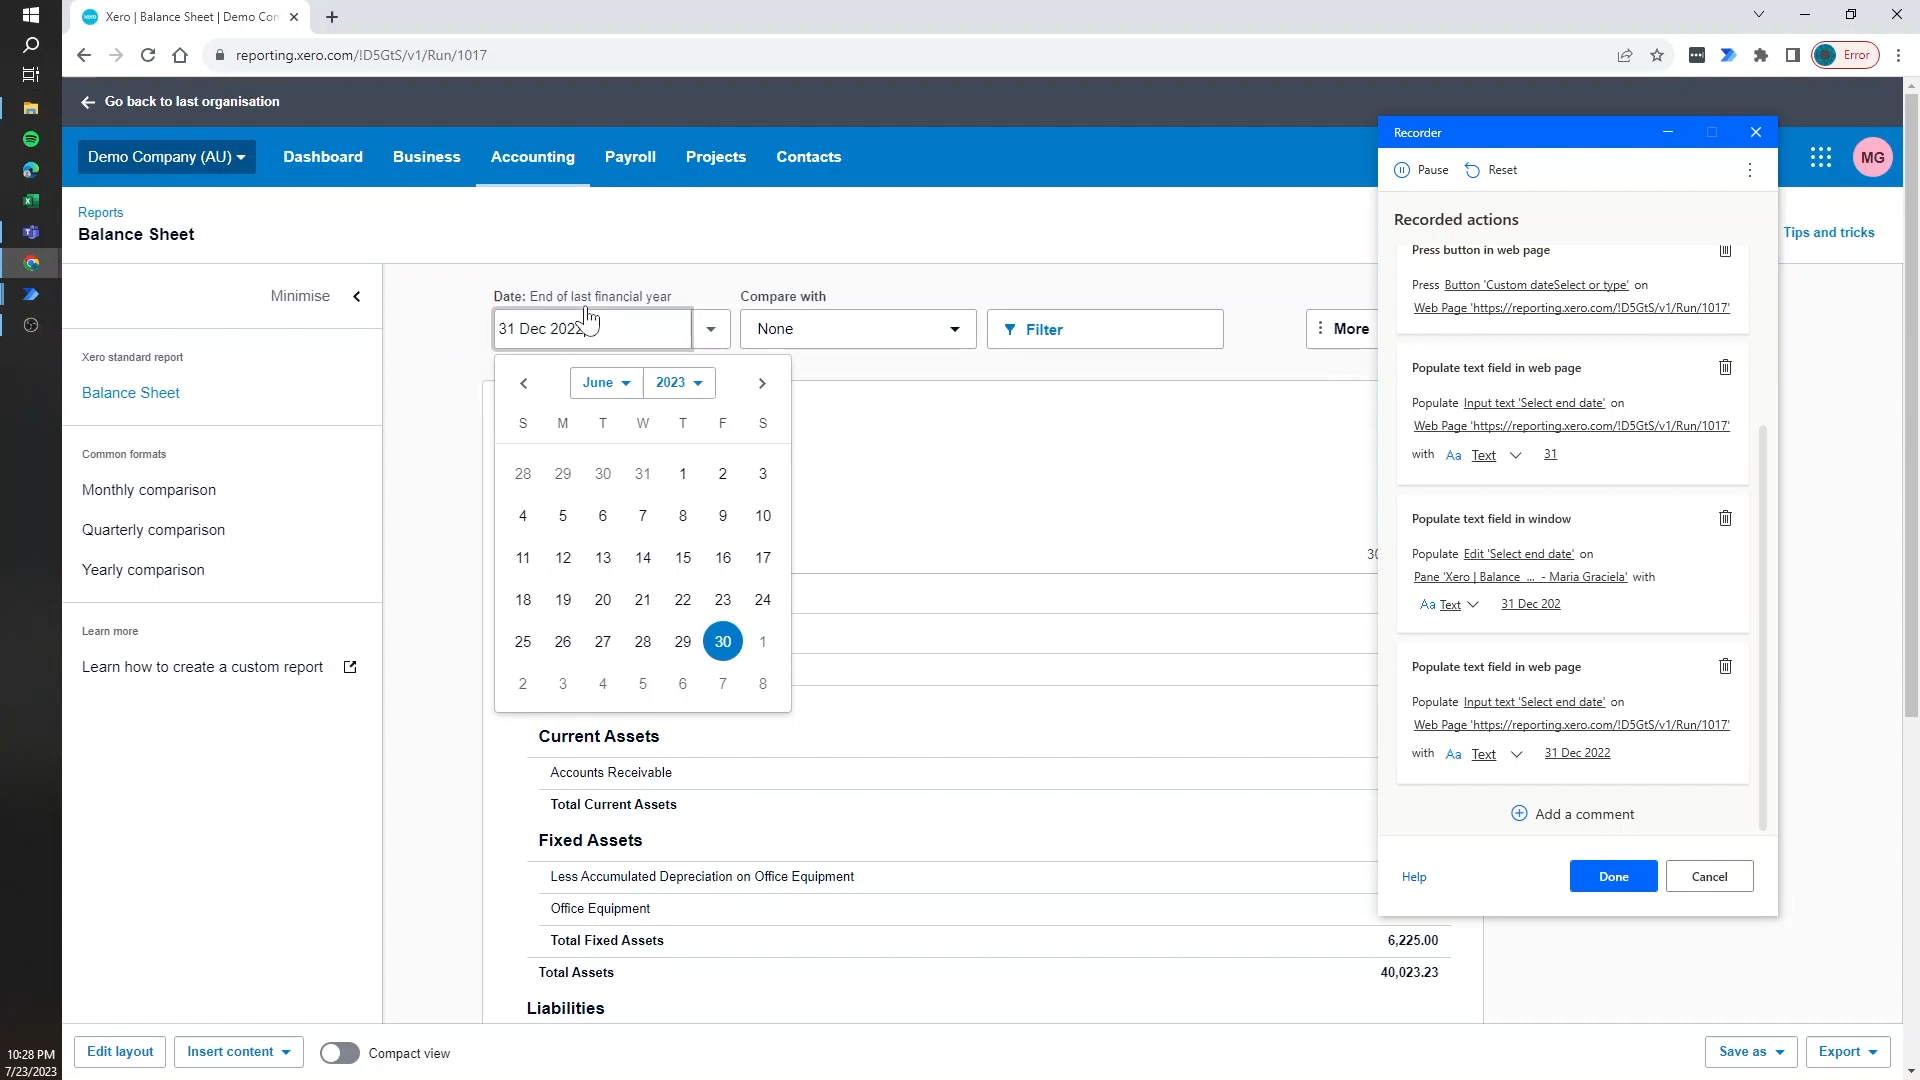 Xero | Balance Sheet | Demo Con
reporting.xero.com/!D5GtS/v1/Run/1017
Error
Go back to last organisation
Demo Company (AU)
Dashboard
Business
Accounting
Payroll
Projects
Contacts
MG
Reports
Balance Sheet
Tips and tricks
Minimise
Xero standard report
Balance Sheet
Common formats
Monthly comparison
Quarterly comparison
Yearly comparison
Learn more
Learn how to create a custom report
Date: End of last financial year
31 Dec 2022
Compare with
None
Filter
More
June
2023
S M T W T F S
28 29 30 31 1 2 3
4 5 6 7 8 9 10
11 12 13 14 15 16 17
18 19 20 21 22 23 24
25 26 27 28 29 30 1
2 3 4 5 6 7 8
30
Current Assets
Accounts Receivable
Total Current Assets
Fixed Assets
Less Accumulated Depreciation on Office Equipment
Office Equipment
Total Fixed Assets 6,225.00
Total Assets 40,023.23
Liabilities
Recorder
Pause
Reset
Recorded actions
Press button in web page
Press Button 'Custom dateSelect or type' on
Web Page 'https://reporting.xero.com/!D5GtS/v1/Run/1017'
Populate text field in web page
Populate Input text 'Select end date' on
Web Page 'https://reporting.xero.com/!D5GtS/v1/Run/1017'
with Aa Text 31
Populate text field in window
Populate Edit 'Select end date' on
Pane 'Xero | Balance ... - Maria Graciela' with
Aa Text 31 Dec 202
Populate text field in web page
Populate Input text 'Select end date' on
Web Page 'https://reporting.xero.com/!D5GtS/v1/Run/1017'
with Aa Text 31 Dec 2022
Add a comment
Help
Done
Cancel
Edit layout
Insert content
Compact view
Save as
Export
10:28 PM
7/23/2023